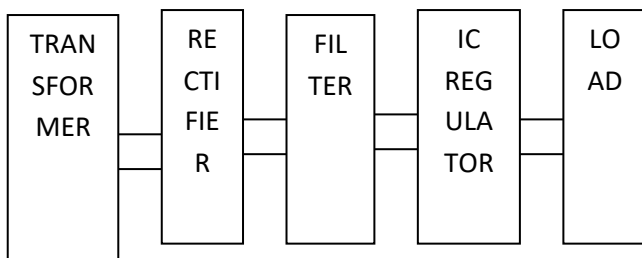 TRAN
SFOR
MER
RE
CTI
FIE
R
FIL
TER
IC
REG
ULA
TOR
LO
AD